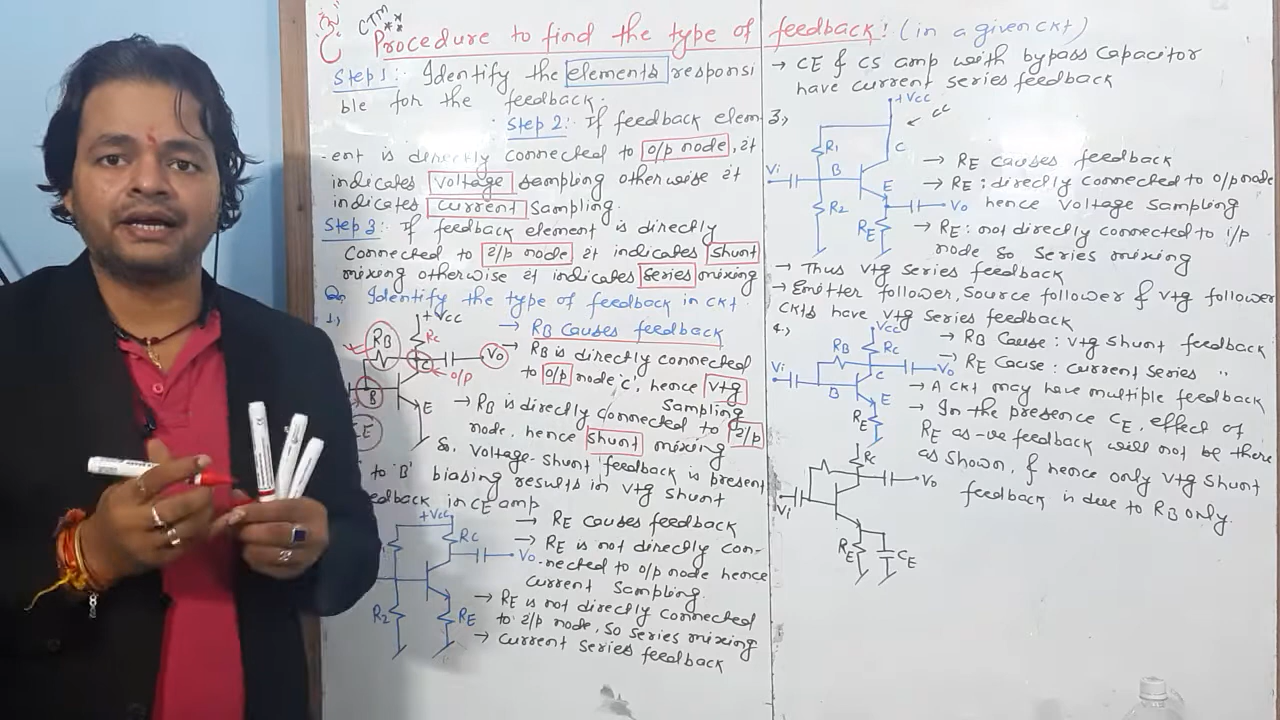 CTM
**
Procedure to find the type of feedback! (in a given ckt)
Step 1:- Identify the elements responsi
ble for the feedback.
Step 2:- If feedback elem
-ent is directly connected to o/p node, it
indicates voltage sampling otherwise it
indicates current sampling.
Step 3:- If feedback element is directly
connected to i/p node it indicates shunt
mixing otherwise it indicates series mixing
Q. Identify the type of feedback in ckt.
1)
+Vcc
RB
Rc
C
Vo
o/p
B
E
CE
→ RB causes feedback
→ RB is directly connected
to o/p node 'c', hence vtg
sampling
→ RB is directly connected to i/p
node, hence shunt mixing
So, voltage-shunt feedback is present
to 'B' biasing results in vtg shunt
edback in CE amp
+Vcc
Rc
Vo
R2
RE
→ RE causes feedback
→ RE is not directly con-
-nected to o/p node hence
current sampling.
→ RE is not directly connected
to i/p node, so series mixing
→ current series feedback
→ CE & CS amp with bypass capacitor
have current series feedback
3,
+Vcc
CC
R1
C
Vi
B
E
R2
RE
Vo
→ RE causes feedback
→ RE : directly connected to o/p node
hence voltage sampling
→ RE : not directly connected to i/p
node so series mixing
→ Thus vtg series feedback
→ Emitter follower, source follower & vtg follower
ckts have vtg series feedback
4,
Vcc
RB
Rc
Vi
C
Vo
B
E
RE
→ RB cause : vtg shunt feedback
→ RE cause : current series "
→ A ckt may have multiple feedback
→ In the presence CE, effect of
RE as -ve feedback will not be there
as shown, & hence only vtg shunt
feedback is due to RB only.
Rc
Vo
Vi
RE
CE